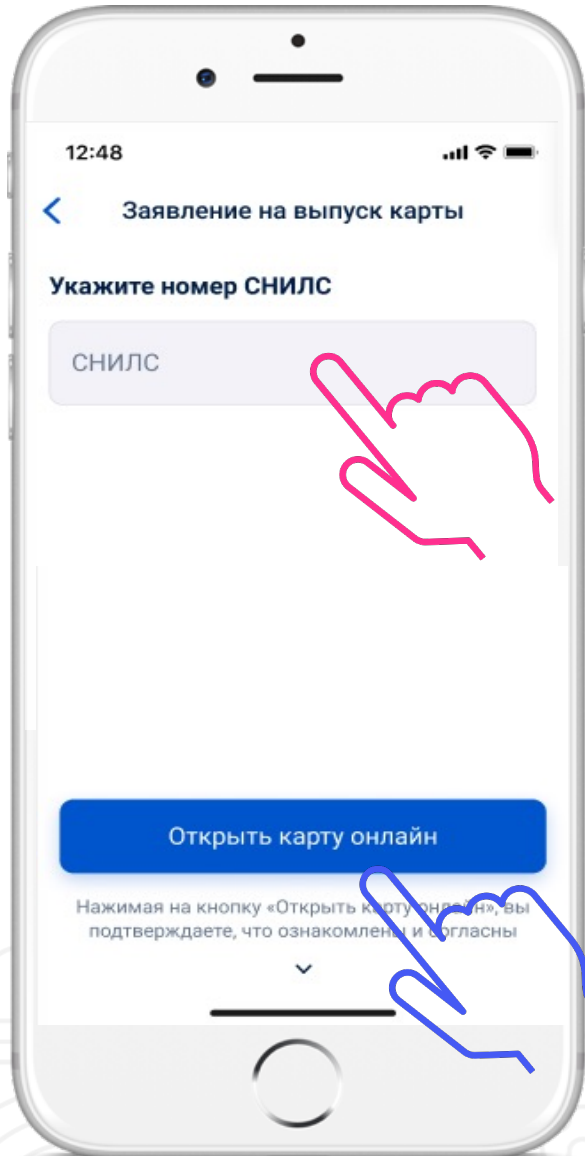 12:48
Заявление на выпуск карты
Укажите номер СНИЛС
СНИЛС
Открыть карту онлайн
Нажимая на кнопку «Открыть карту онлайн», вы
подтверждаете, что ознакомлены и согласны